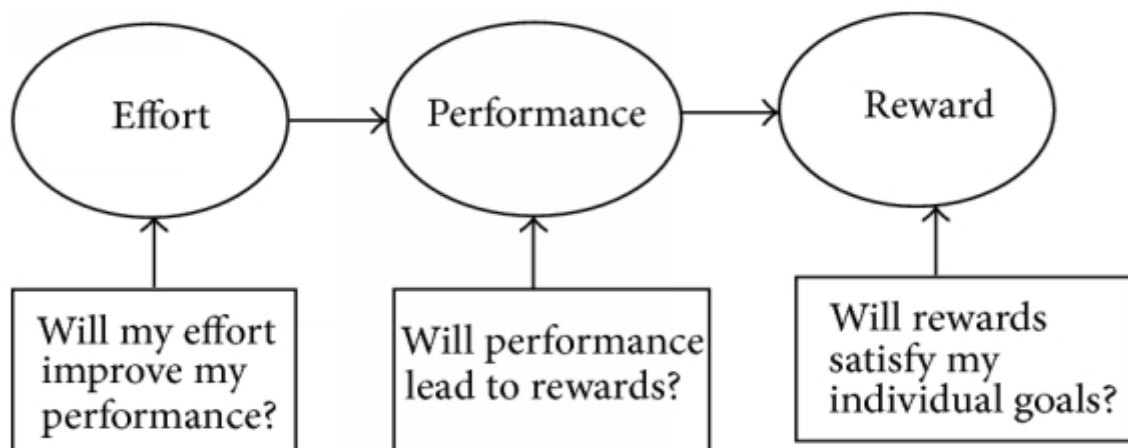 Effort
Performance
Reward
Will my effort
improve my
performance?
Will performance
lead to rewards?
Will rewards
satisfy my
individual goals?